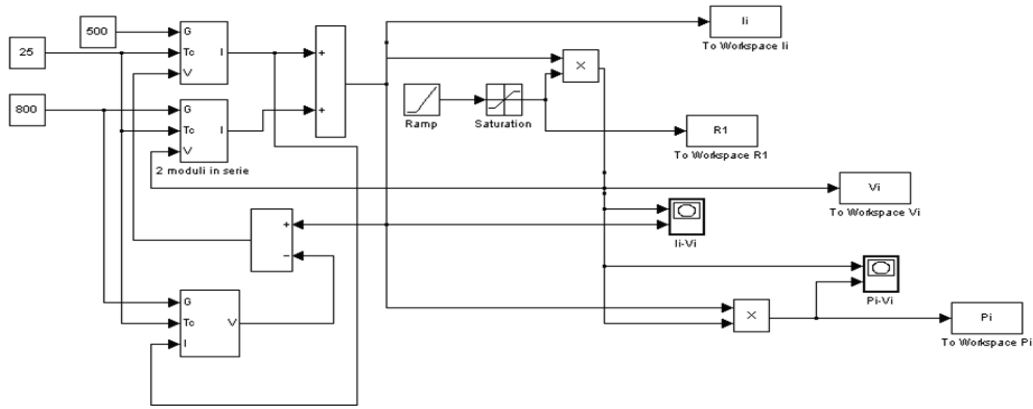 500
25
800
G
Tc
V
I
G
Tc
V
I
2 moduli in serie
+
+
×
Ramp
Saturation
Ii
To Workspace Ii
R1
To Workspace R1
Vi
To Workspace Vi
+
−
Ii-Vi
G
Tc
I
V
×
Pi-Vi
Pi
To Workspace Pi